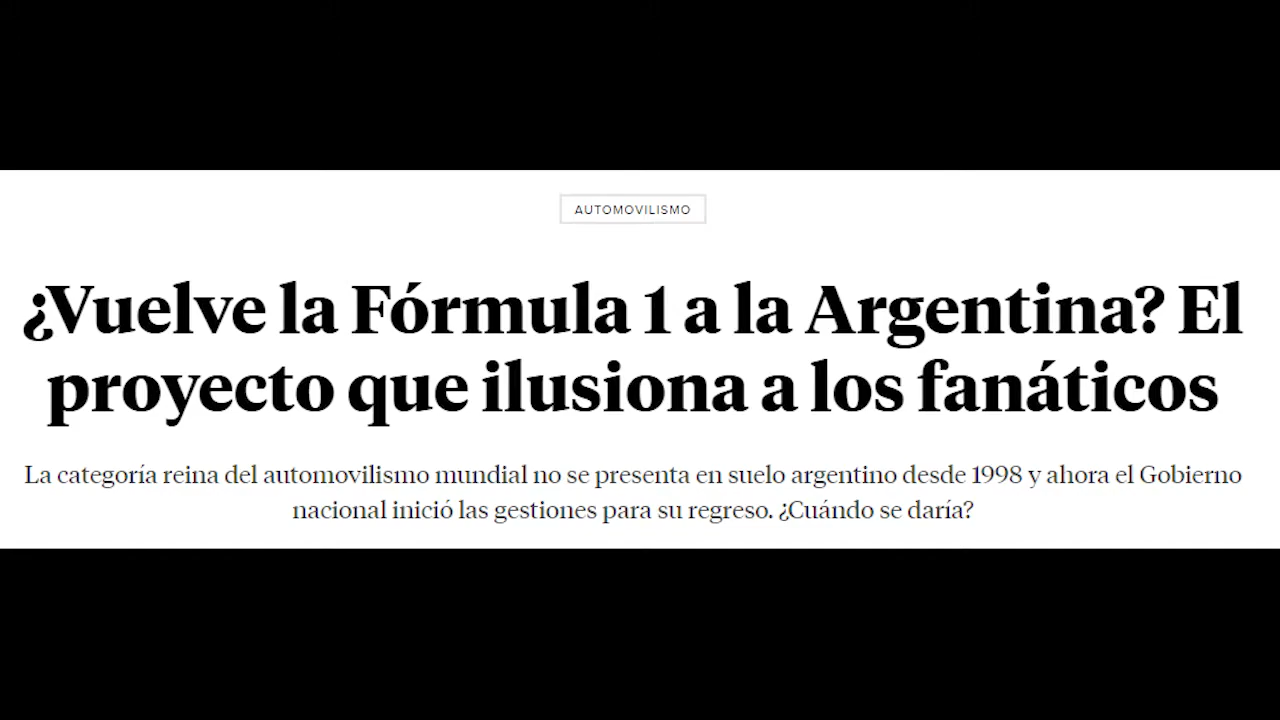 AUTOMOVILISMO
¿Vuelve la Fórmula 1 a la Argentina? El
proyecto que ilusiona a los fanáticos
La categoría reina del automovilismo mundial no se presenta en suelo argentino desde 1998 y ahora el Gobierno
nacional inició las gestiones para su regreso. ¿Cuándo se daría?